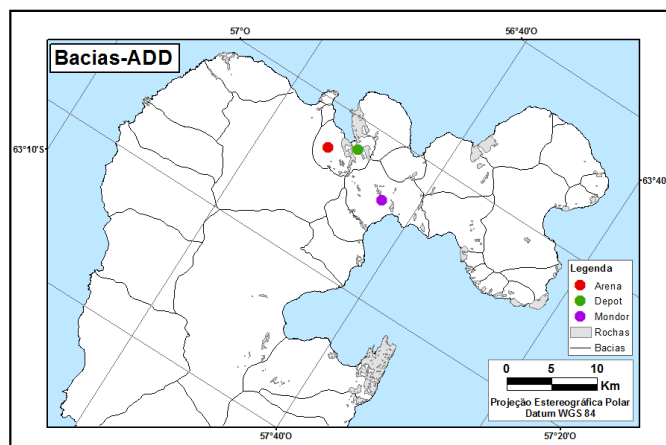 57°0
56°40
Bacias-ADD
63°10'S
63°40
Legenda
Arena
Depot
Mondor
Rochas
Bacias
0 5 10
Km
Projeção Estereográfica Polar
Datum WGS 84
57°40
57°20